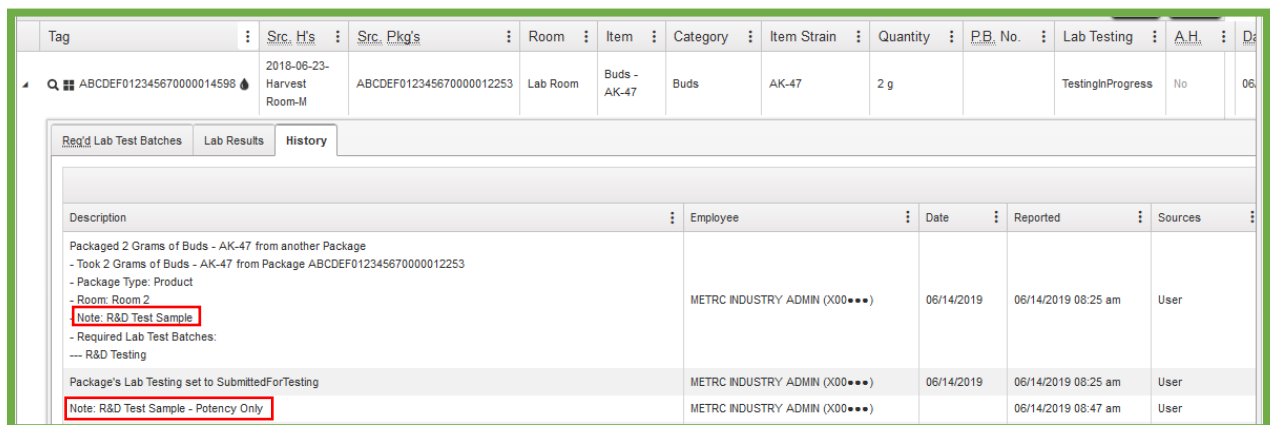 Tag Src. H's Src. Pkg's Room Item Category Item Strain Quantity P.B. No. Lab Testing A.H.
ABCDEF012345670000014598 2018-06-23-Harvest Room-M ABCDEF012345670000012253 Lab Room Buds - AK-47 Buds AK-47 2 g TestingInProgress No 06
Req'd Lab Test Batches Lab Results History
Description Employee Date Reported Sources
Packaged 2 Grams of Buds - AK-47 from another Package
- Took 2 Grams of Buds - AK-47 from Package ABCDEF012345670000012253
- Package Type: Product
- Room: Room 2
- Note: R&D Test Sample
- Required Lab Test Batches:
--- R&D Testing
METRC INDUSTRY ADMIN (X00●●●) 06/14/2019 06/14/2019 08:25 am User
Package's Lab Testing set to SubmittedForTesting METRC INDUSTRY ADMIN (X00●●●) 06/14/2019 06/14/2019 08:25 am User
Note: R&D Test Sample - Potency Only METRC INDUSTRY ADMIN (X00●●●) 06/14/2019 08:47 am User